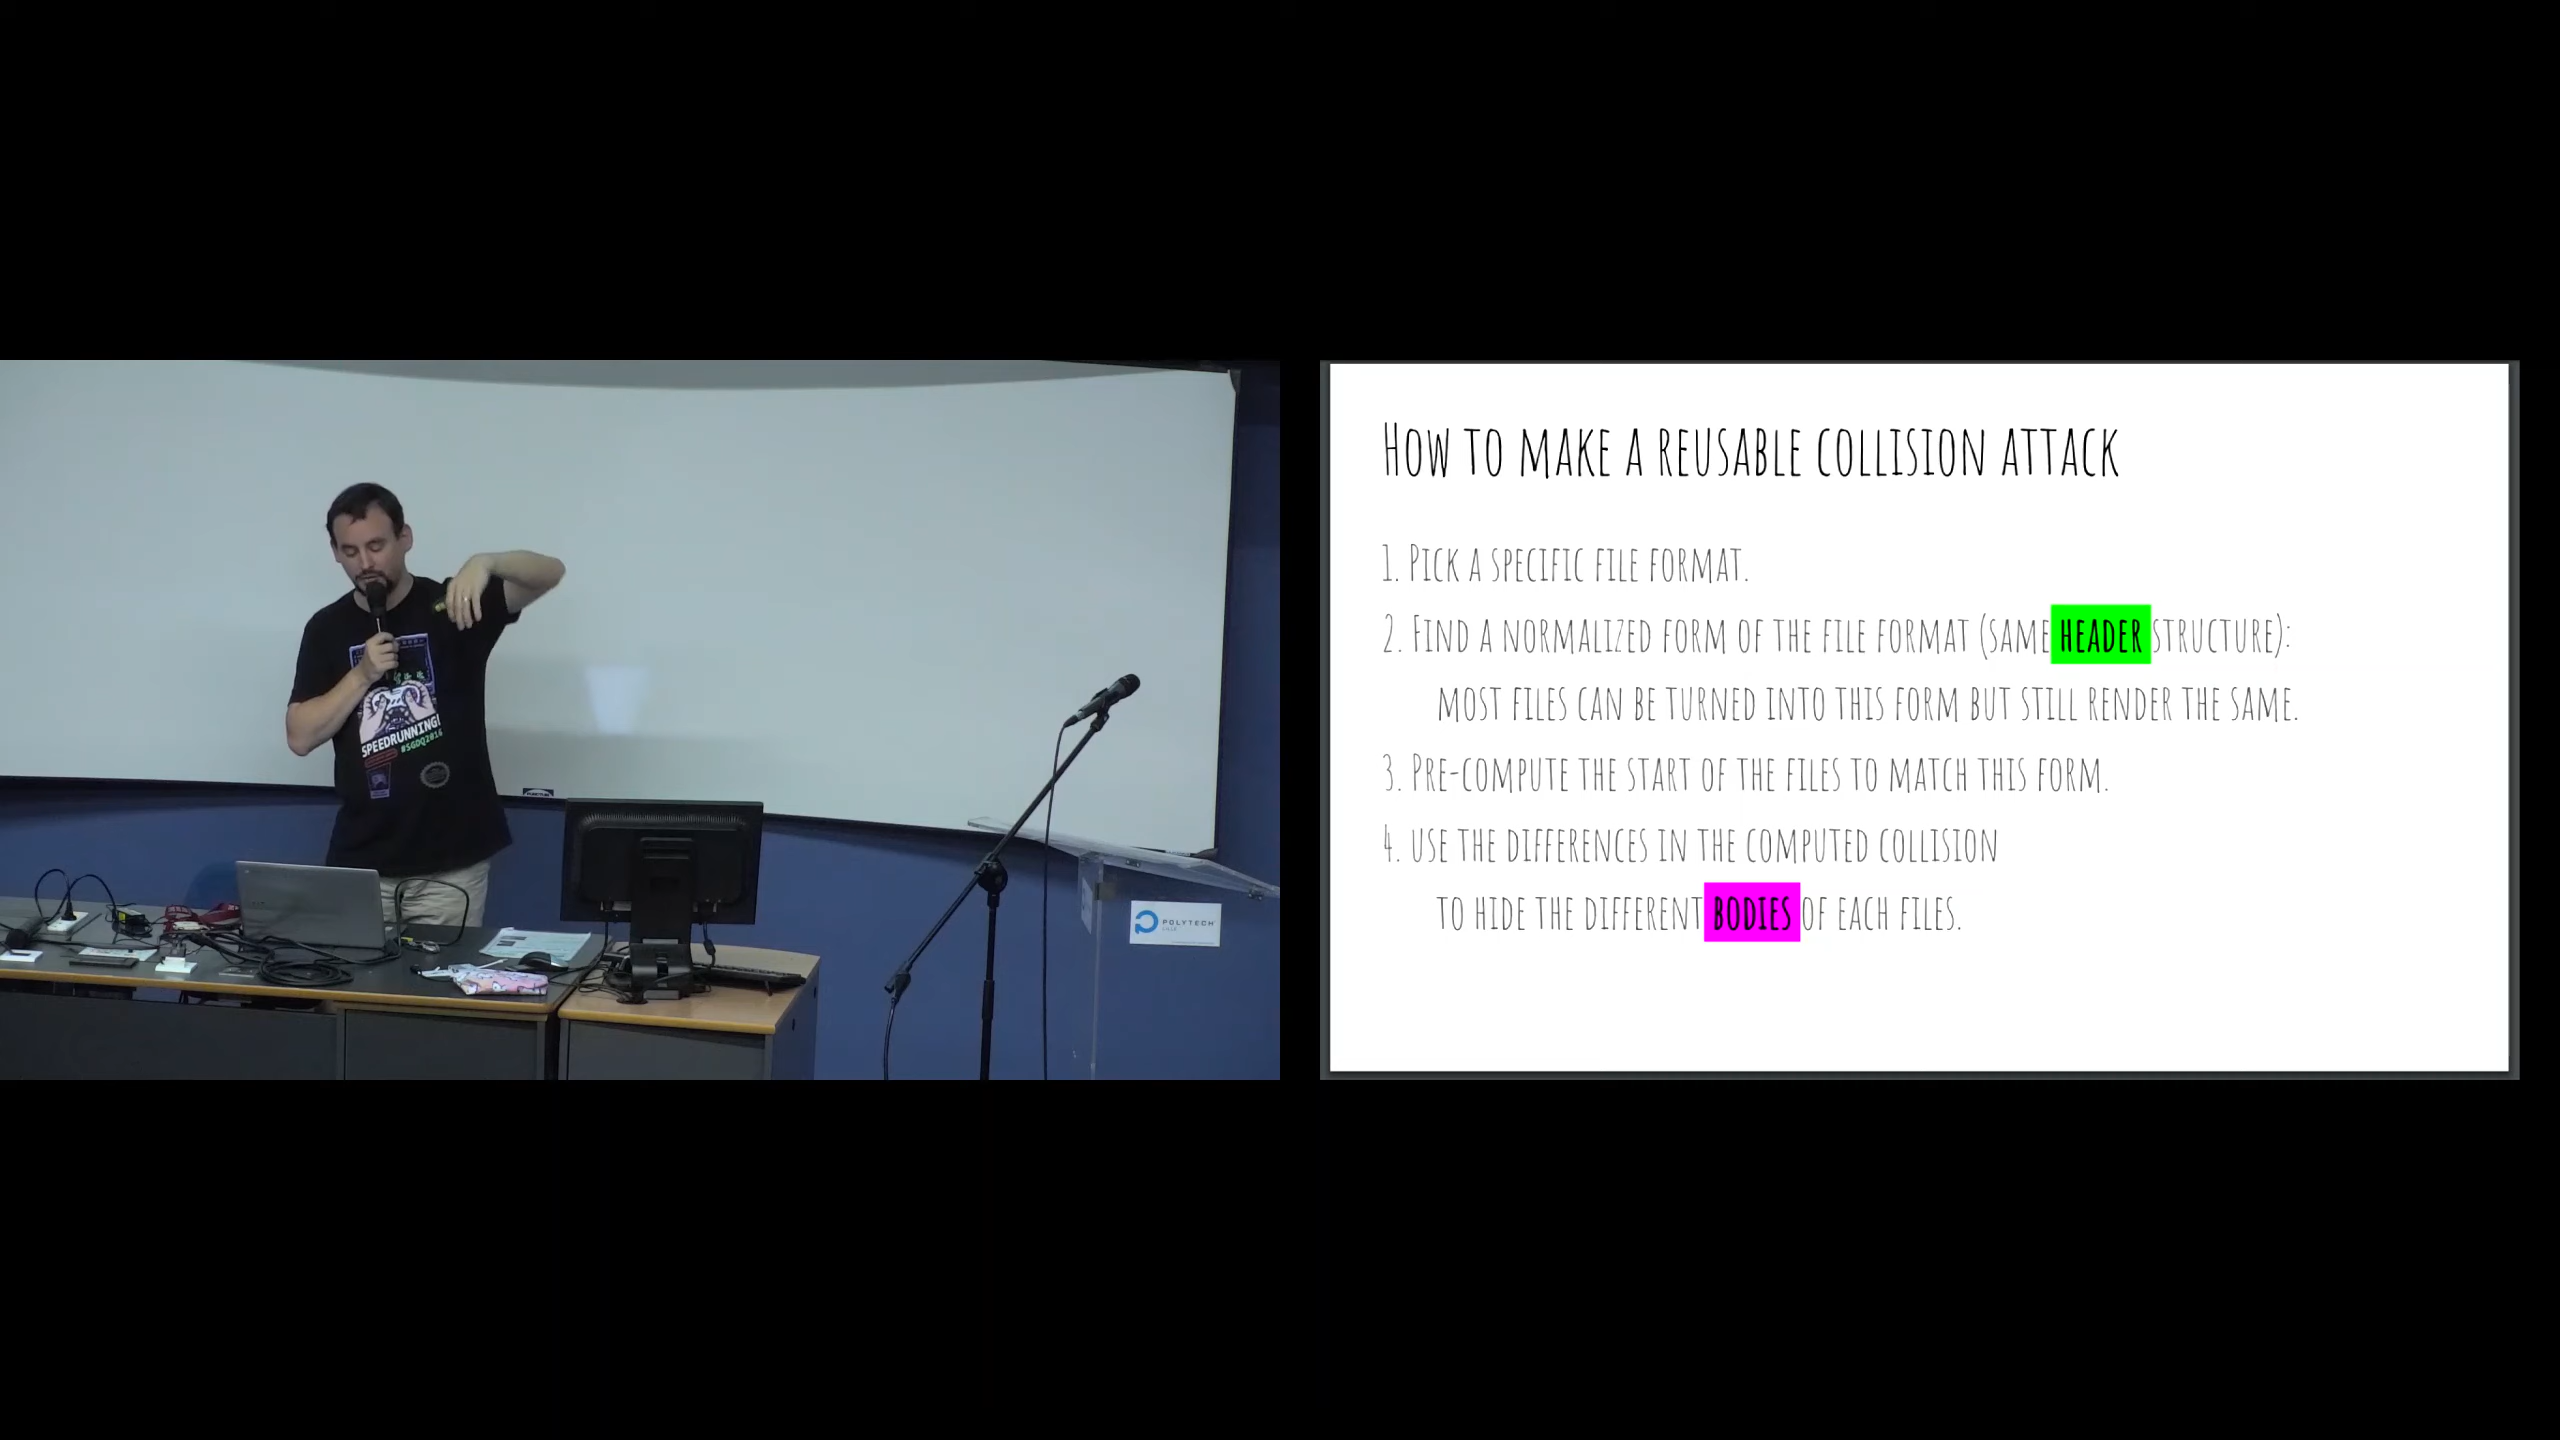 SPEEDRUNNING!
#SGDQ2016
POLYTECH
LILLE
How to make a reusable collision attack
1. Pick a specific file format.
2. Find a normalized form of the file format (same HEADER structure):
most files can be turned into this form but still render the same.
3. Pre-compute the start of the files to match this form.
4. use the differences in the computed collision
to hide the different BODIES of each files.